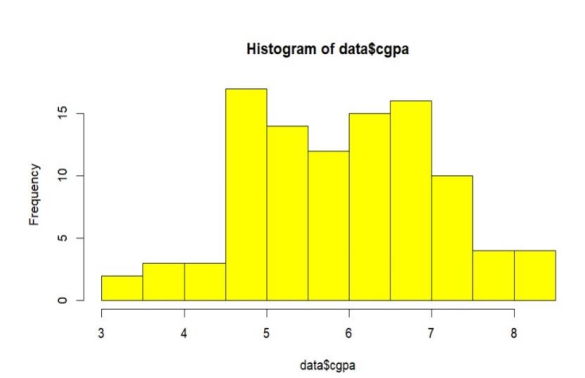 Histogram of data$cgpa
15
10
5
0
Frequency
3 4 5 6 7 8
data$cgpa